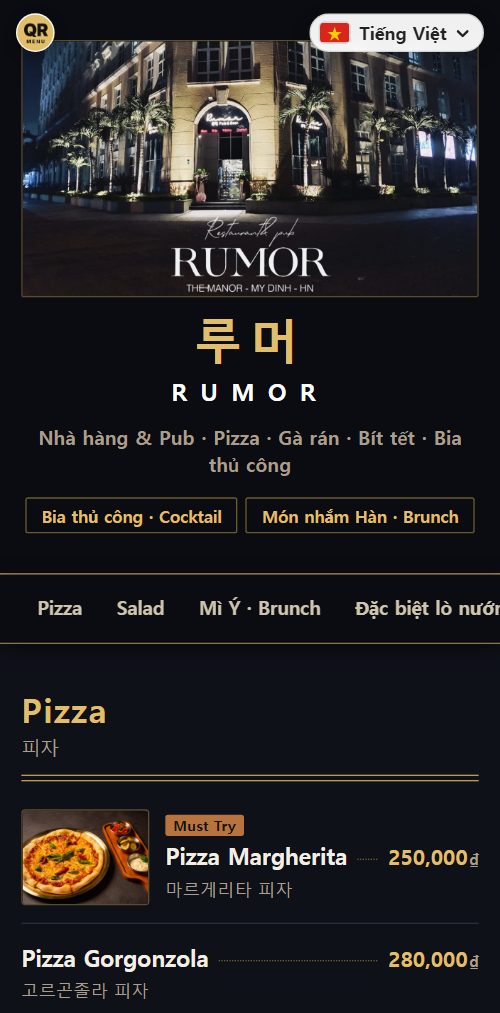 QR
MENU
Tiếng Việt
Rumor
Restaurant & pub
RUMOR
THE MANOR - MY DINH - HN
루머
RUMOR
Nhà hàng & Pub · Pizza · Gà rán · Bít tết · Bia
thủ công
Bia thủ công · Cocktail
Món nhắm Hàn · Brunch
Pizza
Salad
Mì Ý · Brunch
Đặc biệt lò nướn
Pizza
피자
Must Try
Pizza Margherita 250,000₫
마르게리타 피자
Pizza Gorgonzola 280,000₫
고르곤졸라 피자